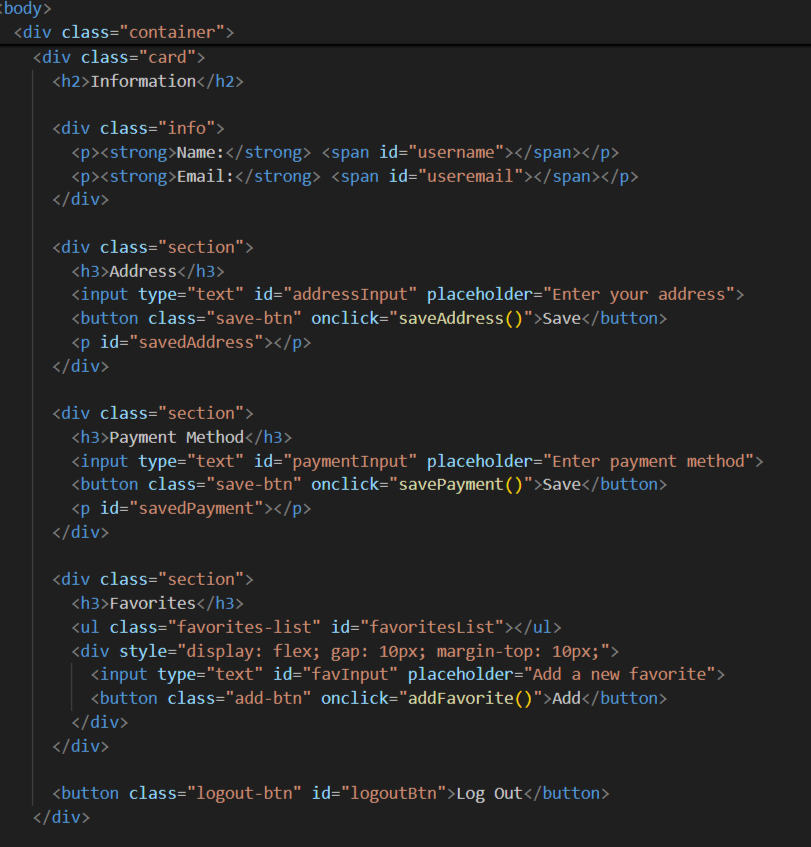 <body>
<div class="container">
<div class="card">
<h2>Information</h2>
<div class="info">
<p><strong>Name:</strong> <span id="username"></span></p>
<p><strong>Email:</strong> <span id="useremail"></span></p>
</div>
<div class="section">
<h3>Address</h3>
<input type="text" id="addressInput" placeholder="Enter your address">
<button class="save-btn" onclick="saveAddress()">Save</button>
<p id="savedAddress"></p>
</div>
<div class="section">
<h3>Payment Method</h3>
<input type="text" id="paymentInput" placeholder="Enter payment method">
<button class="save-btn" onclick="savePayment()">Save</button>
<p id="savedPayment"></p>
</div>
<div class="section">
<h3>Favorites</h3>
<ul class="favorites-list" id="favoritesList"></ul>
<div style="display: flex; gap: 10px; margin-top: 10px;">
<input type="text" id="favInput" placeholder="Add a new favorite">
<button class="add-btn" onclick="addFavorite()">Add</button>
</div>
</div>
<button class="logout-btn" id="logoutBtn">Log Out</button>
</div>